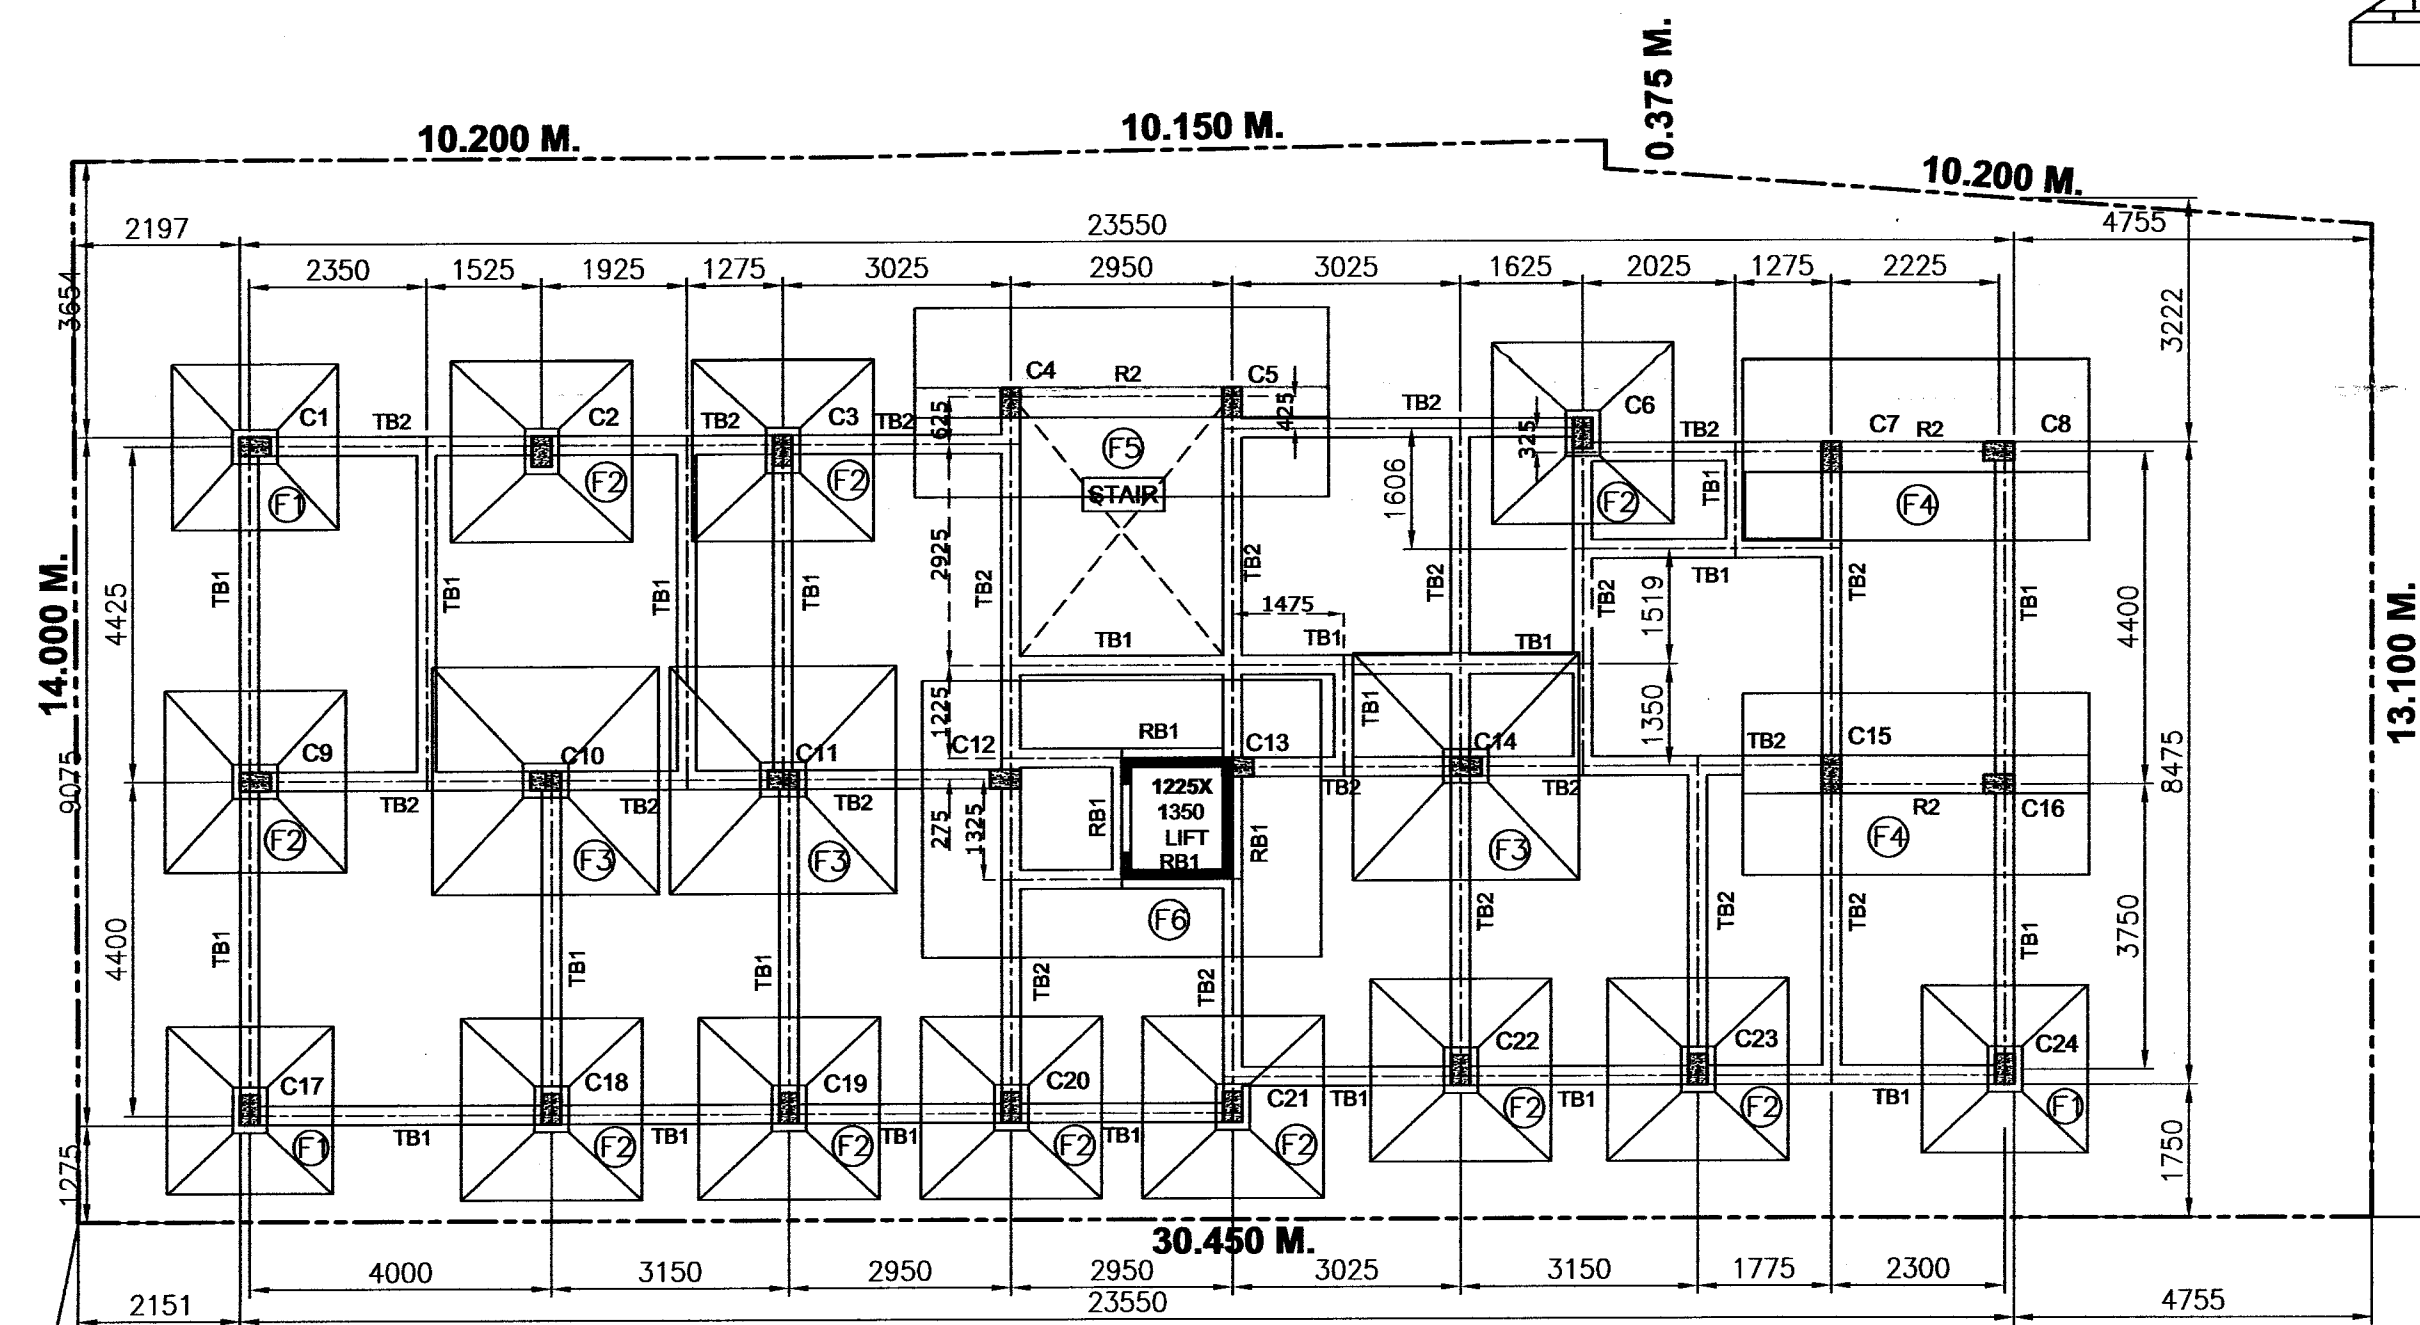 0.375 M.
10.200 M.
10.150 M.
10.200 M.
2197
23550
4755
2350
1525
1925
1275
3025
2950
3025
1625
2025
1275
2225
3654
3222
C4
R2
C5
C1
TB2
C2
TB2
C3
TB2
625
425
TB2
C6
325
TB2
C7
R2
C8
F5
STAIR
F1
F2
F2
1606
F2
TB1
F4
14.000 M.
4425
TB1
TB1
TB1
TB1
2925
TB2
TB2
1475
TB2
TB2
TB1
1519
TB2
TB1
4400
13.100 M.
TB1
TB1
TB1
9075
C9
C10
C11
1225
C12
RB1
C13
TB1
C14
1350
TB2
C15
8475
TB2
TB2
TB2
275
1325
RB1
1225X
1350
LIFT
RB1
RB1
TB2
TB2
R2
C16
F2
F3
F3
F3
F4
4400
TB1
TB1
TB1
F6
TB2
TB2
TB2
TB2
TB2
TB1
3750
C17
C18
C19
C20
C21
C22
C23
C24
TB1
TB1
TB1
TB1
TB1
TB1
TB1
F1
F2
F2
F2
F2
F2
F2
F1
1275
1750
30.450 M.
4000
3150
2950
2950
3025
3150
1775
2300
2151
23550
4755